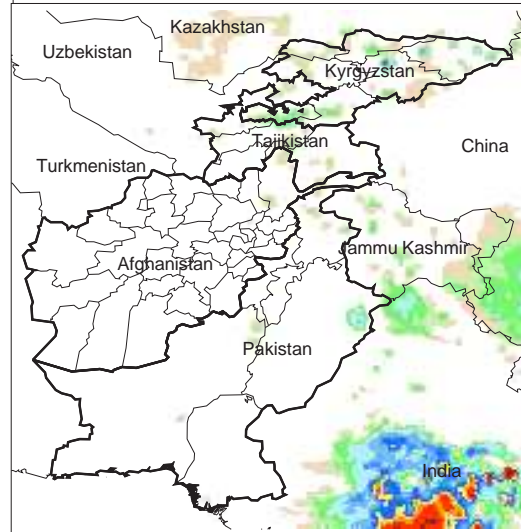 Kazakhstan
Uzbekistan
Kyrgyzstan
Tajikistan
China
Turkmenistan
Jammu Kashmir
Afghanistan
Pakistan
India